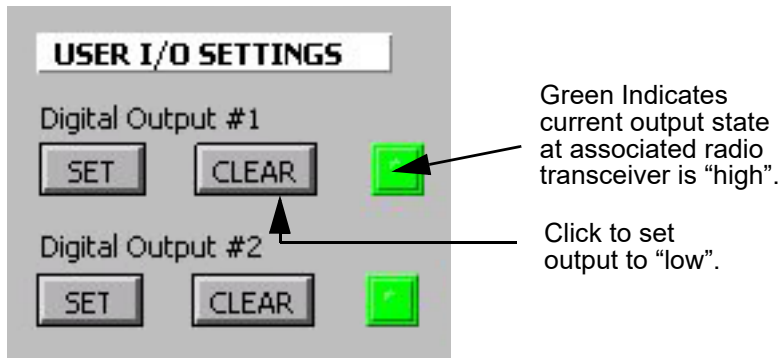 USER I/O SETTINGS
Digital Output #1
SET CLEAR
Digital Output #2
SET CLEAR
Green Indicates
current output state
at associated radio
transceiver is “high”.
Click to set
output to “low”.